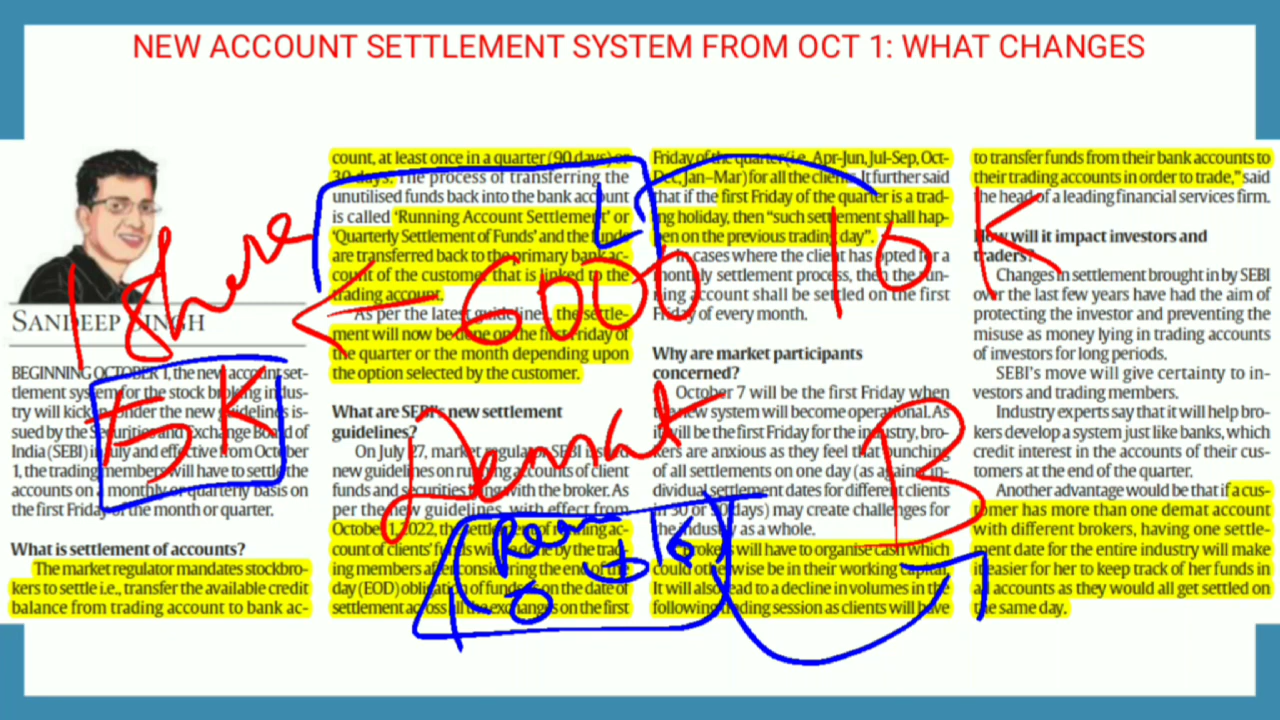 NEW ACCOUNT SETTLEMENT SYSTEM FROM OCT 1: WHAT CHANGES
SANDEEP SINGH
BEGINNING OCTOBER 1, the new account set-
tlement system for the stock broking indus-
try will kick in. Under the new guidelines is-
sued by the Securities and Exchange Board of
India (SEBI) in July and effective from October
1, the trading members will have to settle the
accounts on a monthly or quarterly basis on
the first Friday of the month or quarter.
What is settlement of accounts?
The market regulator mandates stockbro-
kers to settle i.e., transfer the available credit
balance from trading account to bank ac-
count, at least once in a quarter (90 days) or
30 days. The process of transferring the
unutilised funds back into the bank account
is called ‘Running Account Settlement’ or
‘Quarterly Settlement of Funds’ and the funds
are transferred back to the primary bank ac-
count of the customer that is linked to the
trading account.
As per the latest guidelines, the settle-
ment will now be done on the first Friday of
the quarter or the month depending upon
the option selected by the customer.
What are SEBI’s new settlement
guidelines?
On July 27, market regulator SEBI issued
new guidelines on running accounts of client
funds and securities lying with the broker. As
per the new guidelines, with effect from
October 1, 2022, the settlement of running ac-
count of clients’ funds will be done by the trad-
ing members after considering the end of the
day (EOD) obligation of funds on the date of
settlement across all the exchanges on the first
Friday of the quarter (i.e. Apr-Jun, Jul-Sep, Oct-
Dec, Jan–Mar) for all the clients. It further said
that if the first Friday of the quarter is a trad-
ing holiday, then “such settlement shall hap-
pen on the previous trading day”.
In cases where the client has opted for a
monthly settlement process, then the run-
ning account shall be settled on the first
Friday of every month.
Why are market participants
concerned?
October 7 will be the first Friday when
the new system will become operational. As
it will be the first Friday for the industry, bro-
kers are anxious as they feel that bunching
of all settlements on one day (as against in-
dividual settlement dates for different clients
in 30 or 90 days) may create challenges for
the industry as a whole.
Brokers will have to organise cash which
could otherwise be in their working capital.
It will also lead to a decline in volumes in the
following trading session as clients will have
to transfer funds from their bank accounts to
their trading accounts in order to trade,” said
the head of a leading financial services firm.
How will it impact investors and
traders?
Changes in settlement brought in by SEBI
over the last few years have had the aim of
protecting the investor and preventing the
misuse as money lying in trading accounts
of investors for long periods.
SEBI’s move will give certainty to in-
vestors and trading members.
Industry experts say that it will help bro-
kers develop a system just like banks, which
credit interest in the accounts of their cus-
tomers at the end of the quarter.
Another advantage would be that if a cus-
tomer has more than one demat account
with different brokers, having one settle-
ment date for the entire industry will make
it easier for her to keep track of her funds in
all accounts as they would all get settled on
the same day.
1 Share
6000
10 K
5K
Demat
B